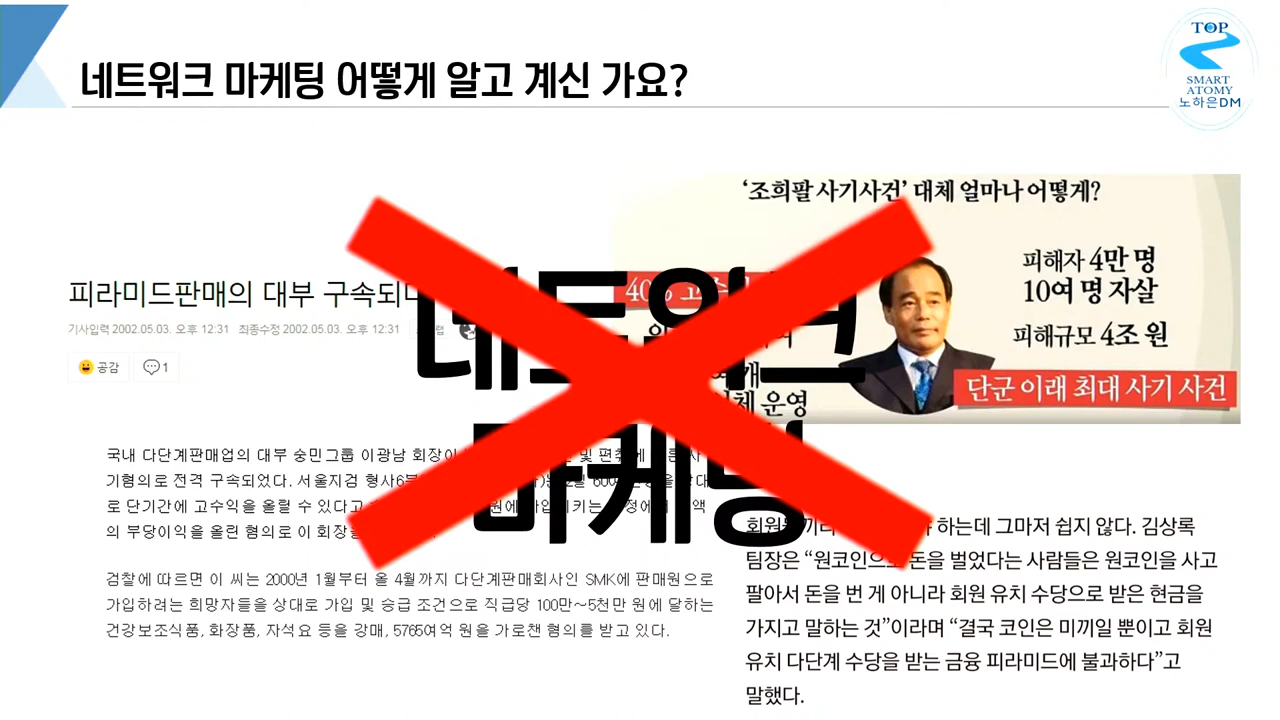 네트워크 마케팅 어떻게 알고 계신 가요?
TOP
SMART
ATOMY
노하은DM
'조희팔 사기사건' 대체 얼마나 어떻게?
피해자 4만 명
10여 명 자살
피해규모 4조 원
단군 이래 최대 사기 사건
운영
피라미드판매의 대부 구속되
기사입력 2002.05.03. 오후 12:31 최종수정 2002.05.03. 오후 12:31
공감
1
네트워크
마케팅
국내 다단계판매업의 대부 숭민그룹 이광남 회장이
기혐의로 전격 구속되었다. 서울지검 형사6부
로 단기간에 고수익을 올릴 수 있다고
의 부당이익을 올린 혐의로 이 회장을
검찰에 따르면 이 씨는 2000년 1월부터 올 4월까지 다단계판매회사인 SMK에 판매원으로
가입하려는 희망자들을 상대로 가입 및 승급 조건으로 직급당 100만~5천만 원에 달하는
건강보조식품, 화장품, 자석요 등을 강매, 5765여억 원을 가로챈 혐의를 받고 있다.
하는데 그마저 쉽지 않다. 김상록
팀장은 “원코인으로 돈을 벌었다는 사람들은 원코인을 사고
팔아서 돈을 번 게 아니라 회원 유치 수당으로 받은 현금을
가지고 말하는 것”이라며 “결국 코인은 미끼일 뿐이고 회원
유치 다단계 수당을 받는 금융 피라미드에 불과하다”고
말했다.